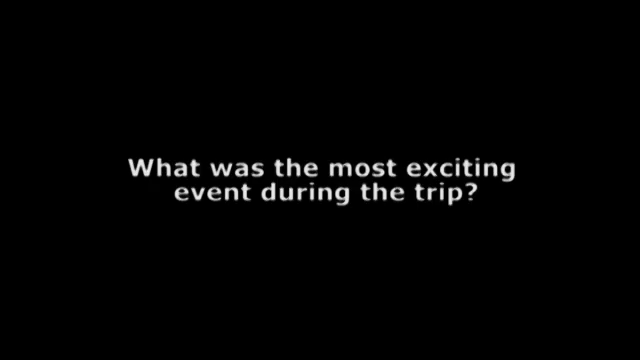 What was the most exciting
event during the trip?